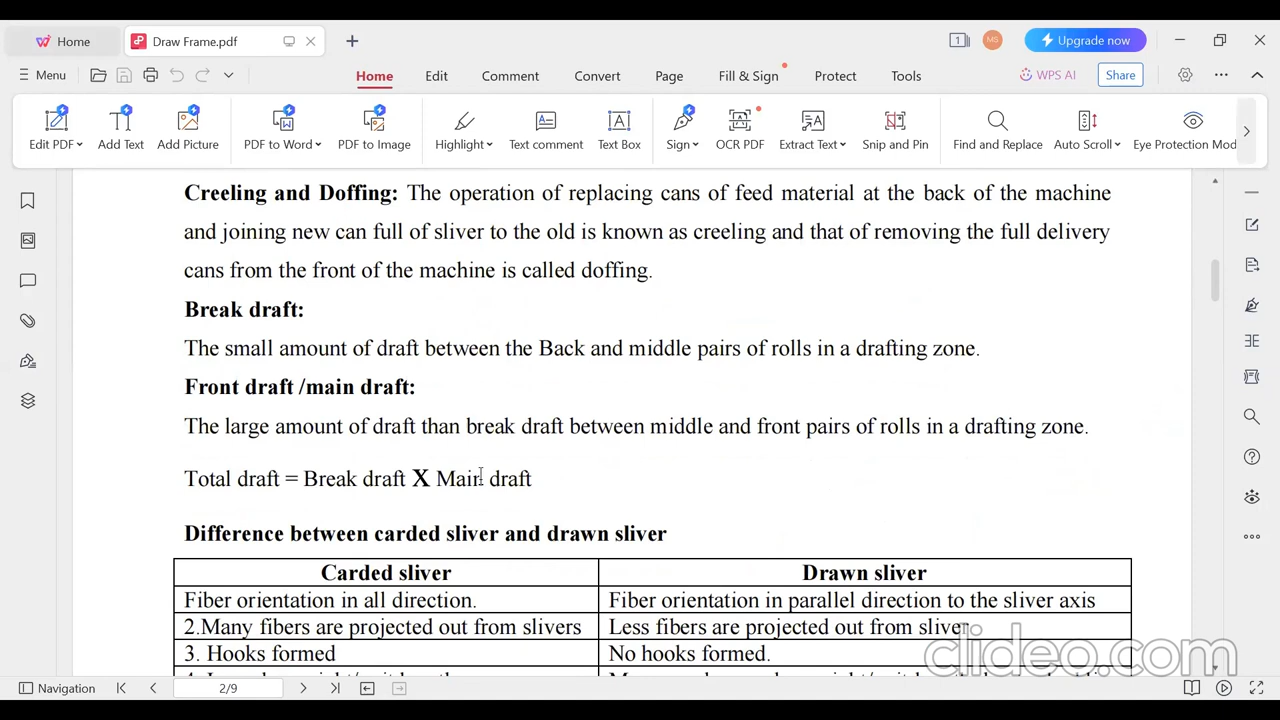 Home
Draw Frame.pdf
1
MS
Upgrade now
Menu
Home Edit Comment Convert Page Fill & Sign Protect Tools
WPS AI
Share
Edit PDF Add Text Add Picture PDF to Word PDF to Image Highlight Text comment Text Box Sign OCR PDF Extract Text Snip and Pin Find and Replace Auto Scroll Eye Protection Mod
Creeling and Doffing: The operation of replacing cans of feed material at the back of the machine
and joining new can full of sliver to the old is known as creeling and that of removing the full delivery
cans from the front of the machine is called doffing.
Break draft:
The small amount of draft between the Back and middle pairs of rolls in a drafting zone.
Front draft /main draft:
The large amount of draft than break draft between middle and front pairs of rolls in a drafting zone.
Total draft = Break draft X Main draft
Difference between carded sliver and drawn sliver
Carded sliver Drawn sliver
Fiber orientation in all direction. Fiber orientation in parallel direction to the sliver axis
2.Many fibers are projected out from slivers Less fibers are projected out from sliver
3. Hooks formed No hooks formed.
clideo.com
Navigation
2/9